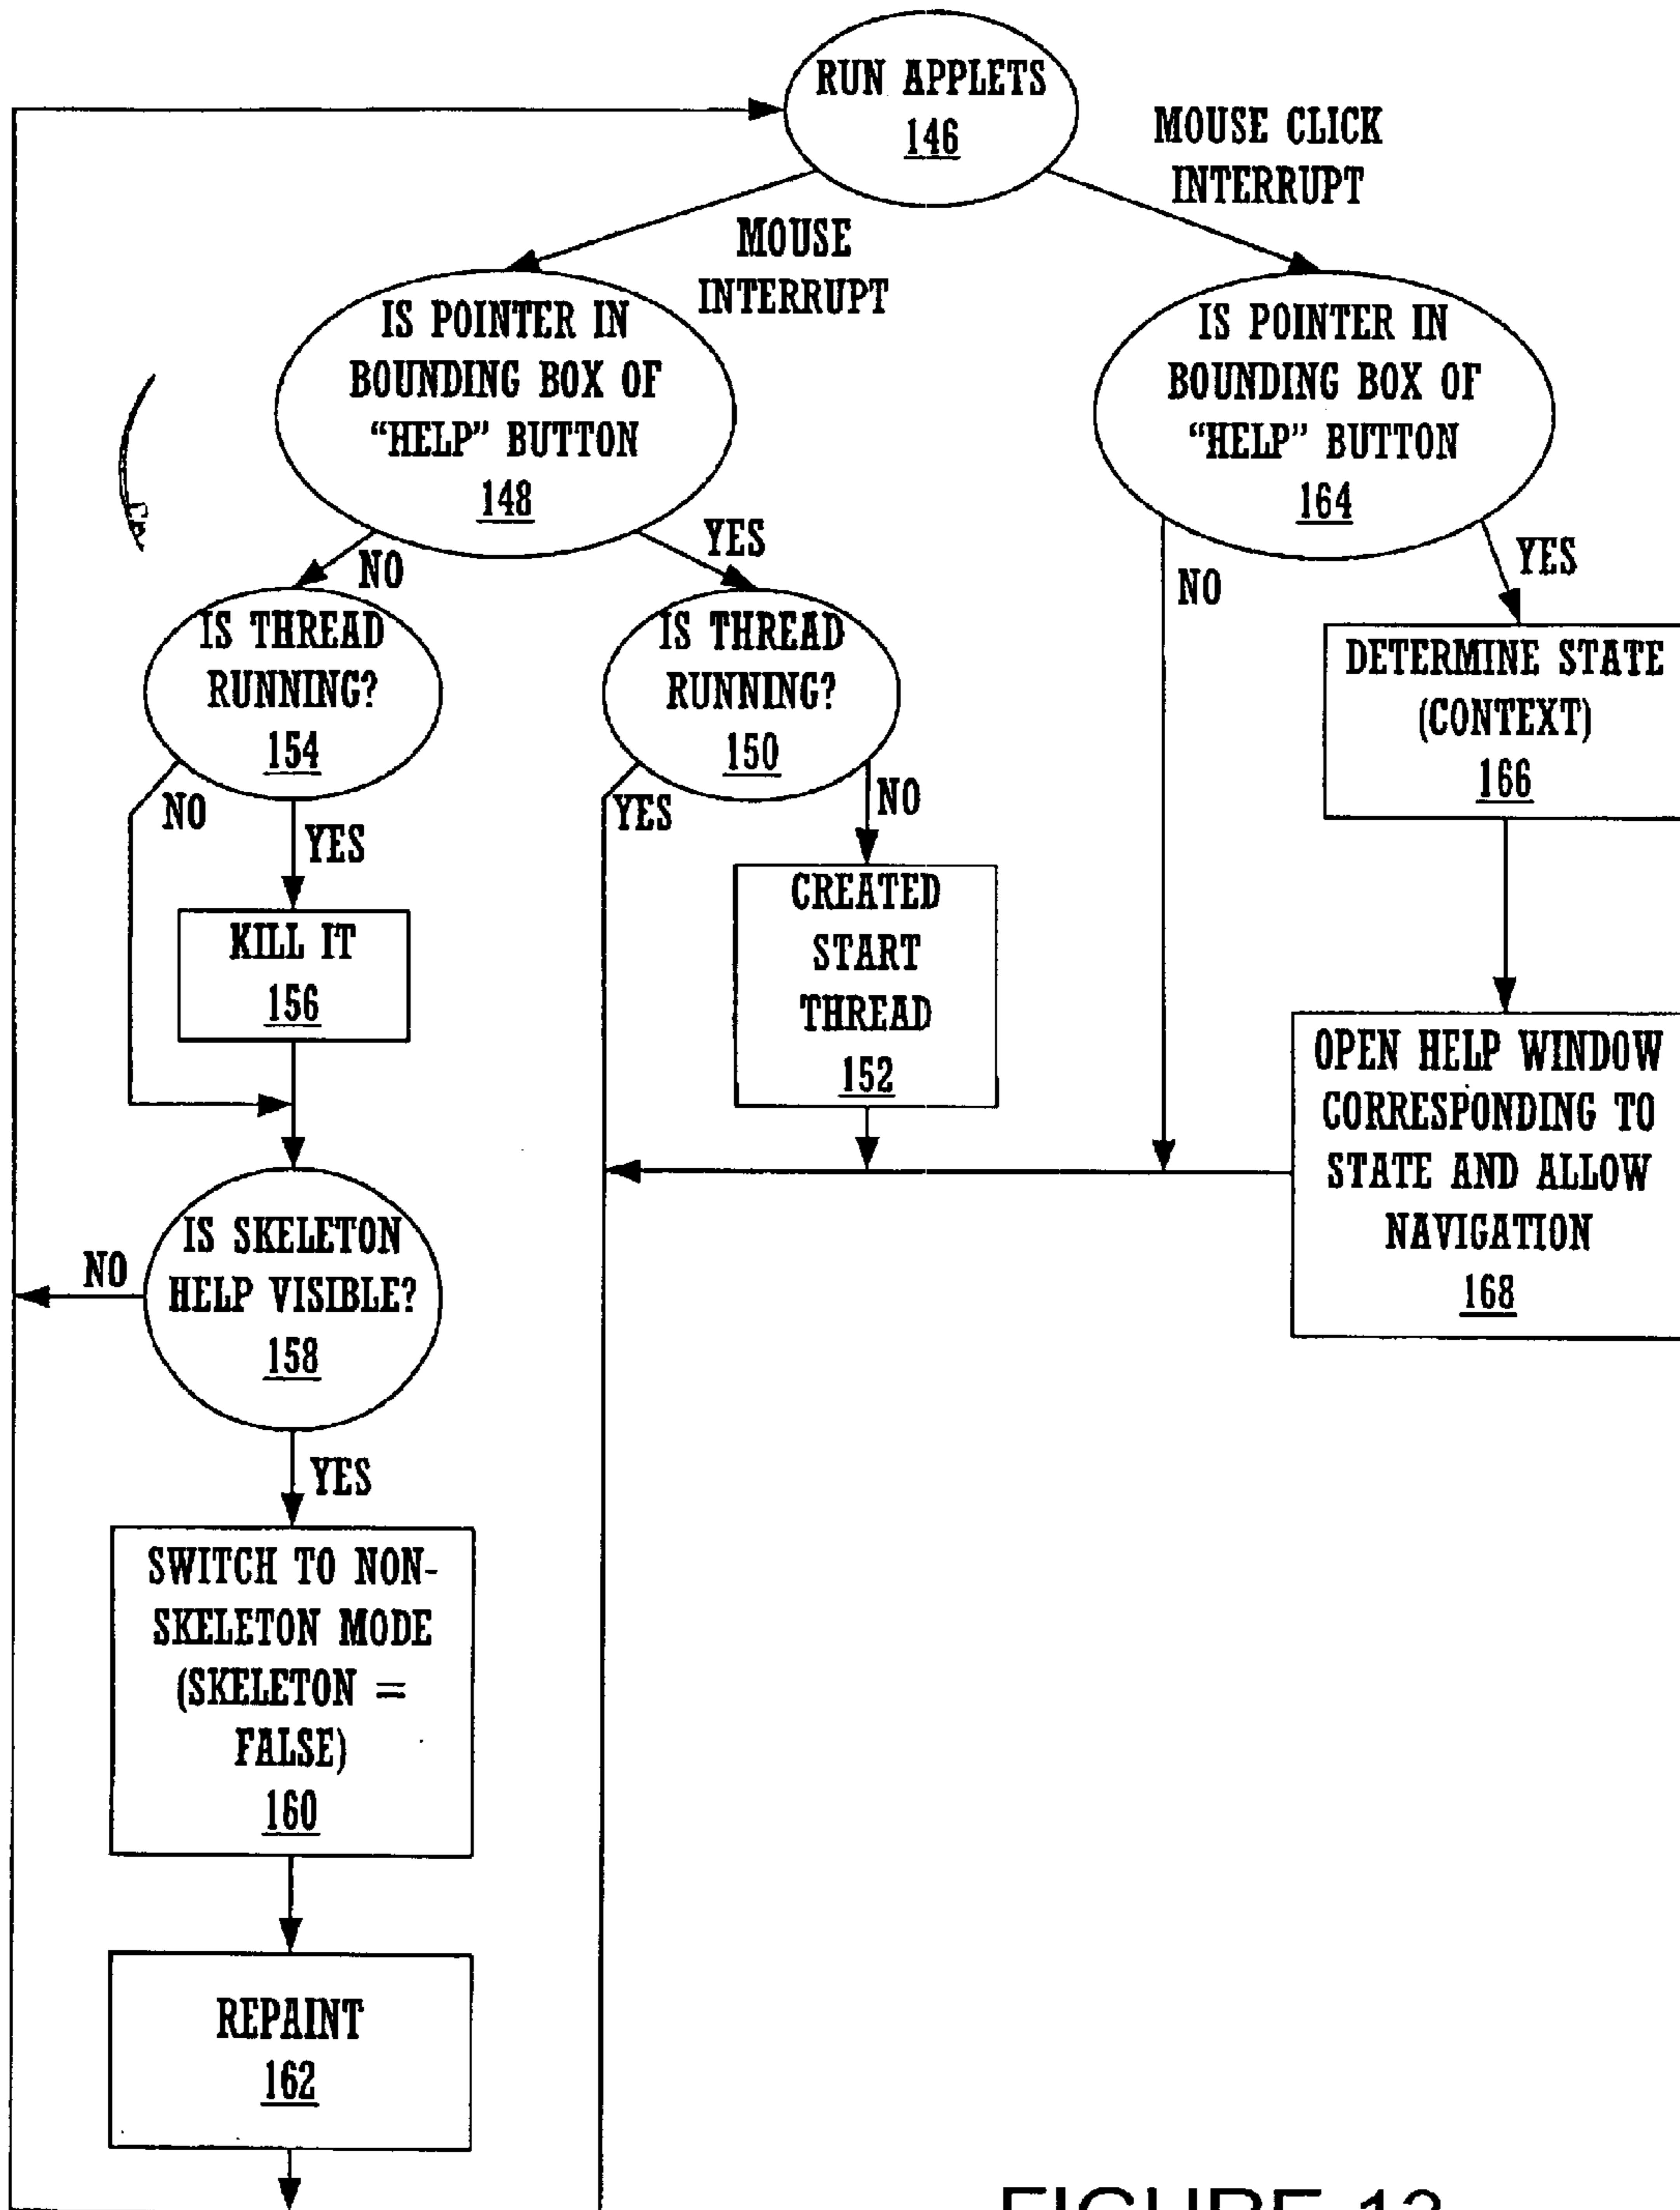 RUN APPLETS
146
MOUSE CLICK
INTERRUPT
MOUSE
INTERRUPT
IS POINTER IN
BOUNDING BOX OF
“HELP” BUTTON
148
IS POINTER IN
BOUNDING BOX OF
“HELP” BUTTON
164
NO
YES
NO
YES
IS THREAD
RUNNING?
154
IS THREAD
RUNNING?
150
DETERMINE STATE
(CONTEXT)
166
NO
YES
YES
NO
KILL IT
156
CREATED
START
THREAD
152
OPEN HELP WINDOW
CORRESPONDING TO
STATE AND ALLOW
NAVIGATION
168
IS SKELETON
HELP VISIBLE?
158
NO
YES
SWITCH TO NON-
SKELETON MODE
(SKELETON =
FALSE)
160
REPAINT
162